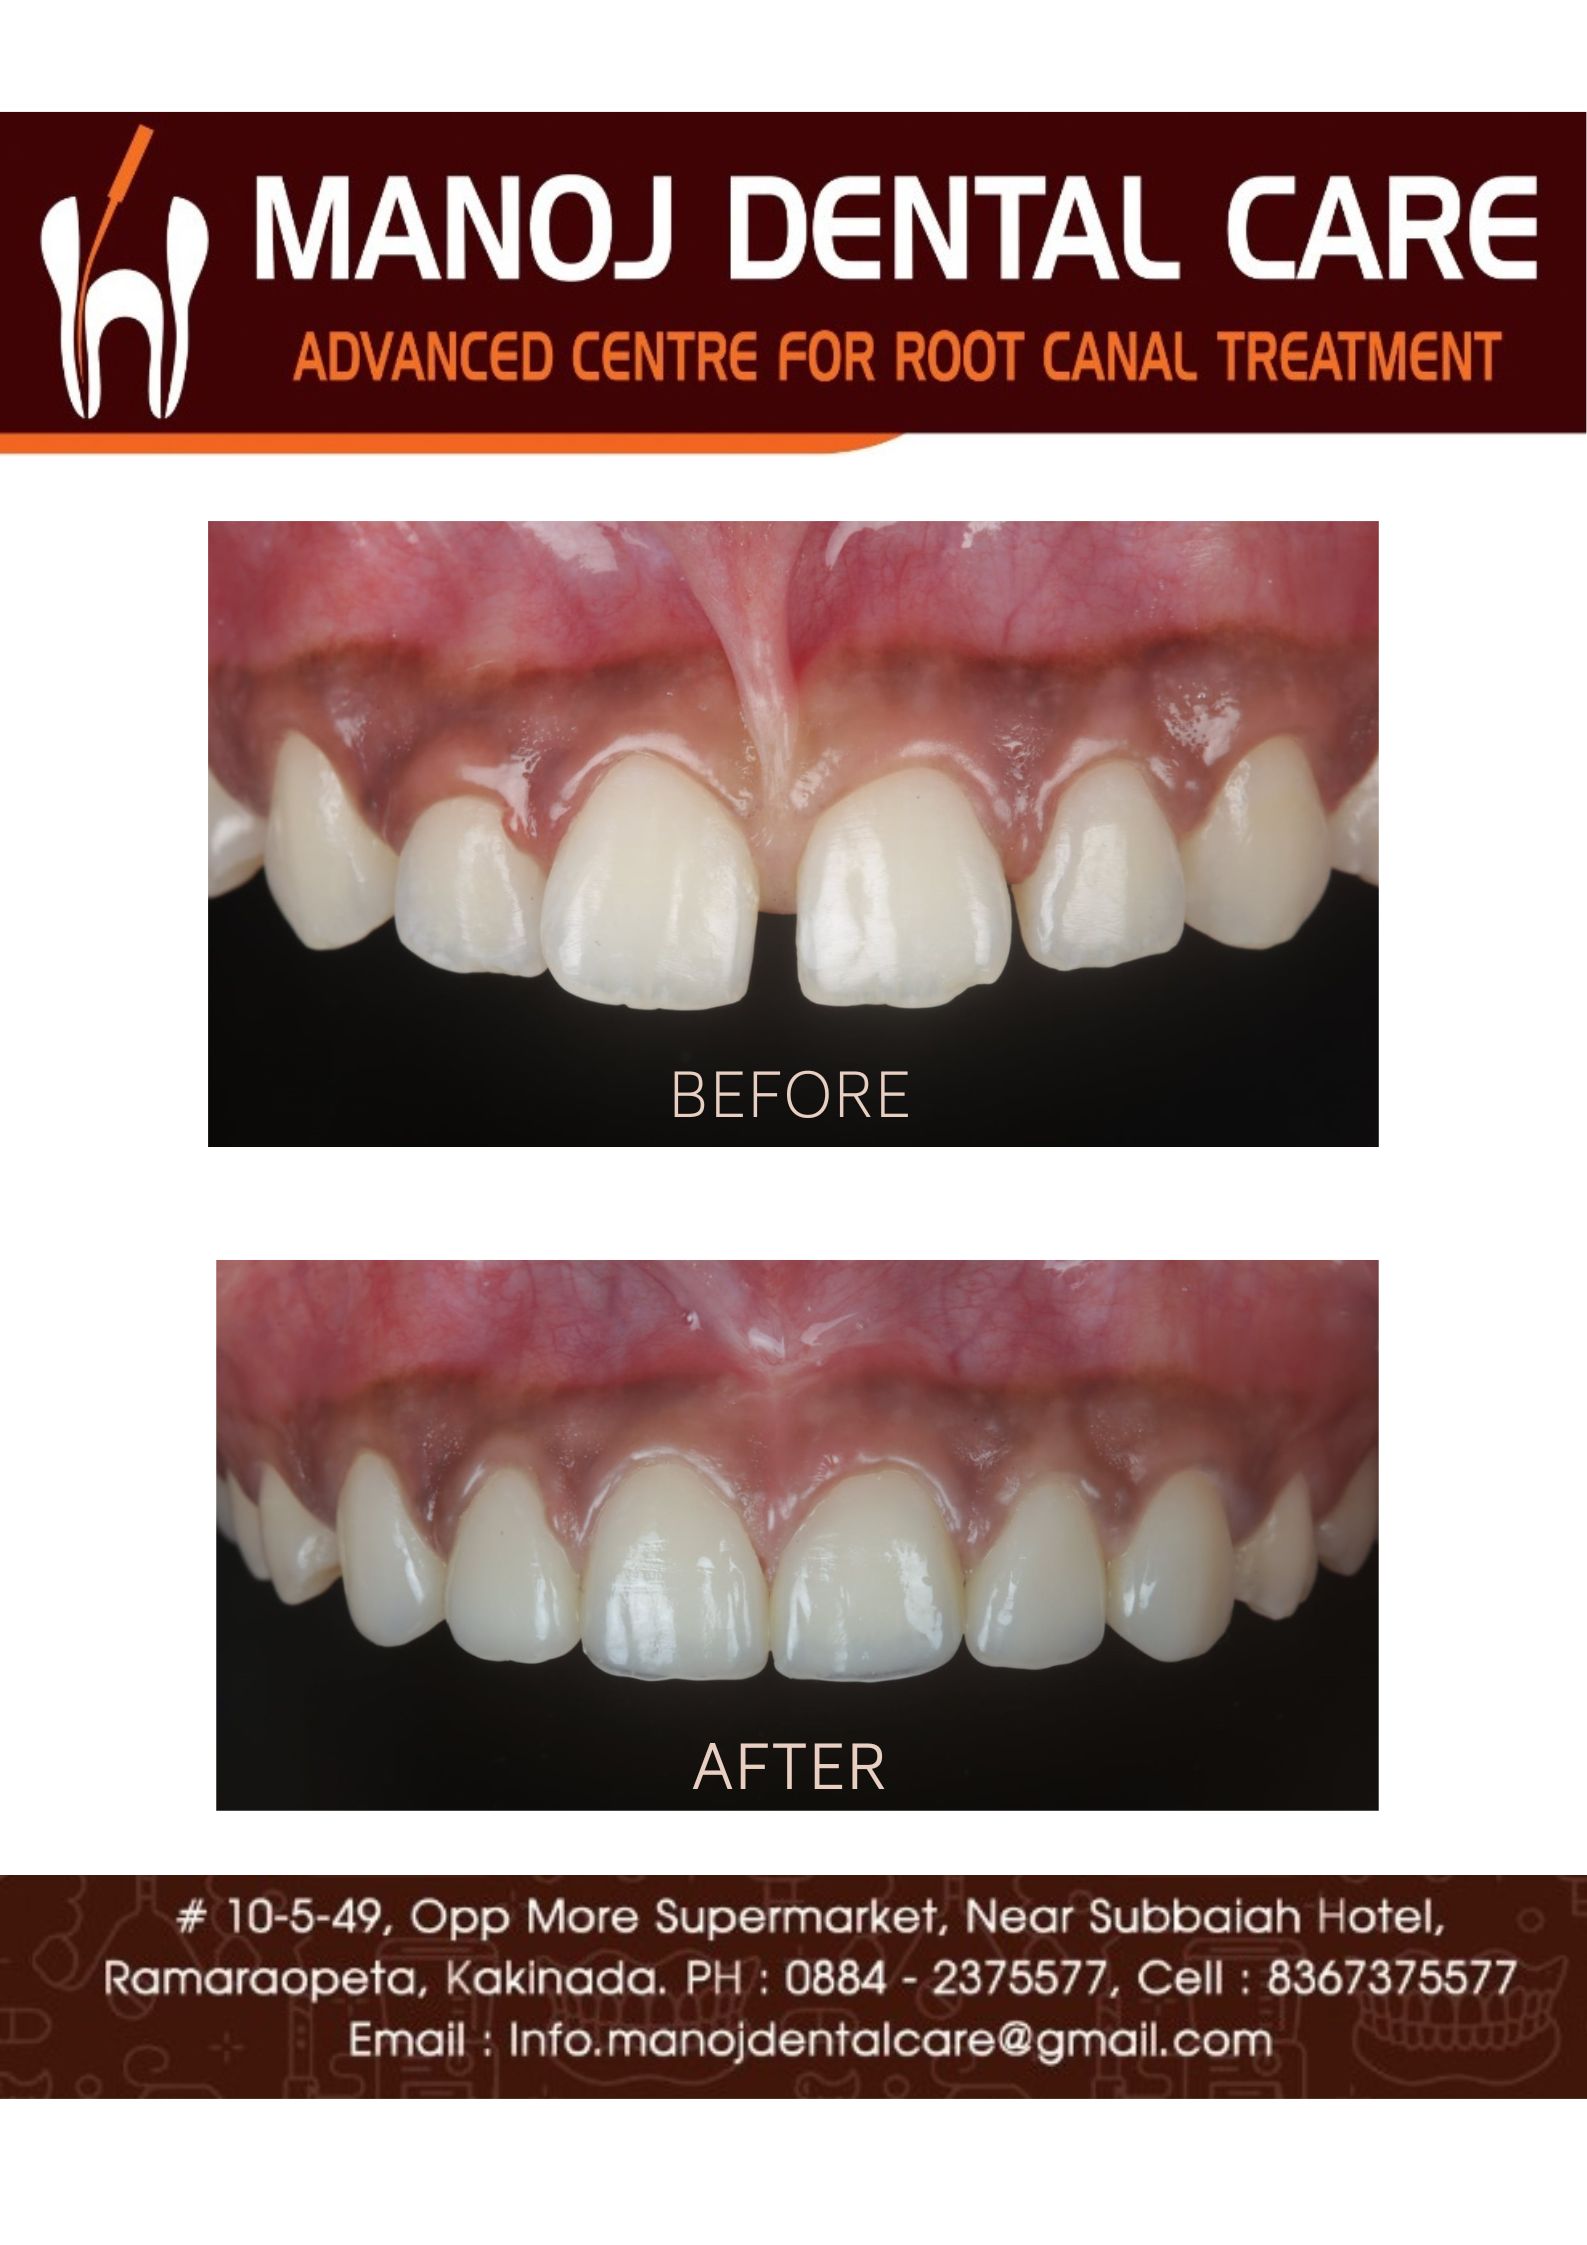 MANOJ DENTAL CARE
ADVANCED CENTRE FOR ROOT CANAL TREATMENT
BEFORE
AFTER
# 10-5-49, Opp More Supermarket, Near Subbaiah Hotel,
Ramaraopeta, Kakinada. PH : 0884 - 2375577, Cell : 8367375577
Email : Info.manojdentalcare@gmail.com